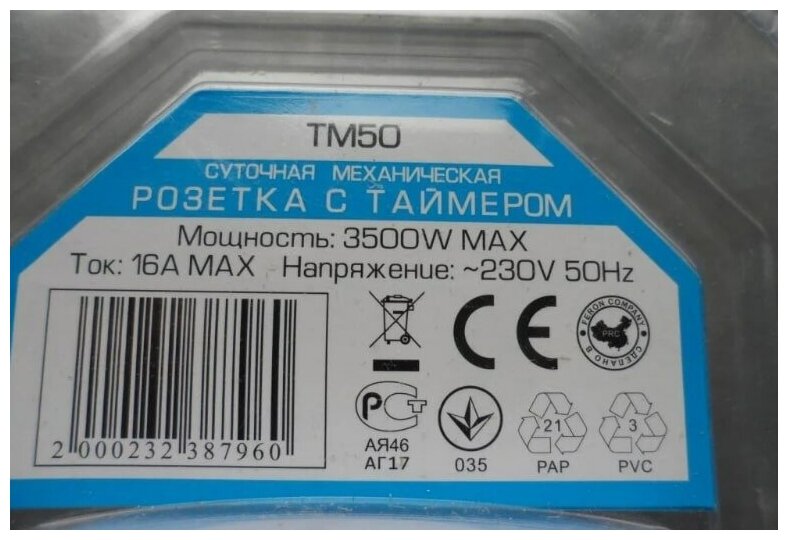 TM50
СУТОЧНАЯ МЕХАНИЧЕСКАЯ
РОЗЕТКА С ТАЙМЕРОМ
Мощность: 3500W MAX
Ток: 16A MAX Напряжение: ~230V 50Hz
FERON COMPANY
PRC
СДЕЛАНО В
CE
РСТ
АЯ46
АГ17
035
21
PAP
3
PVC
2 000232 387960